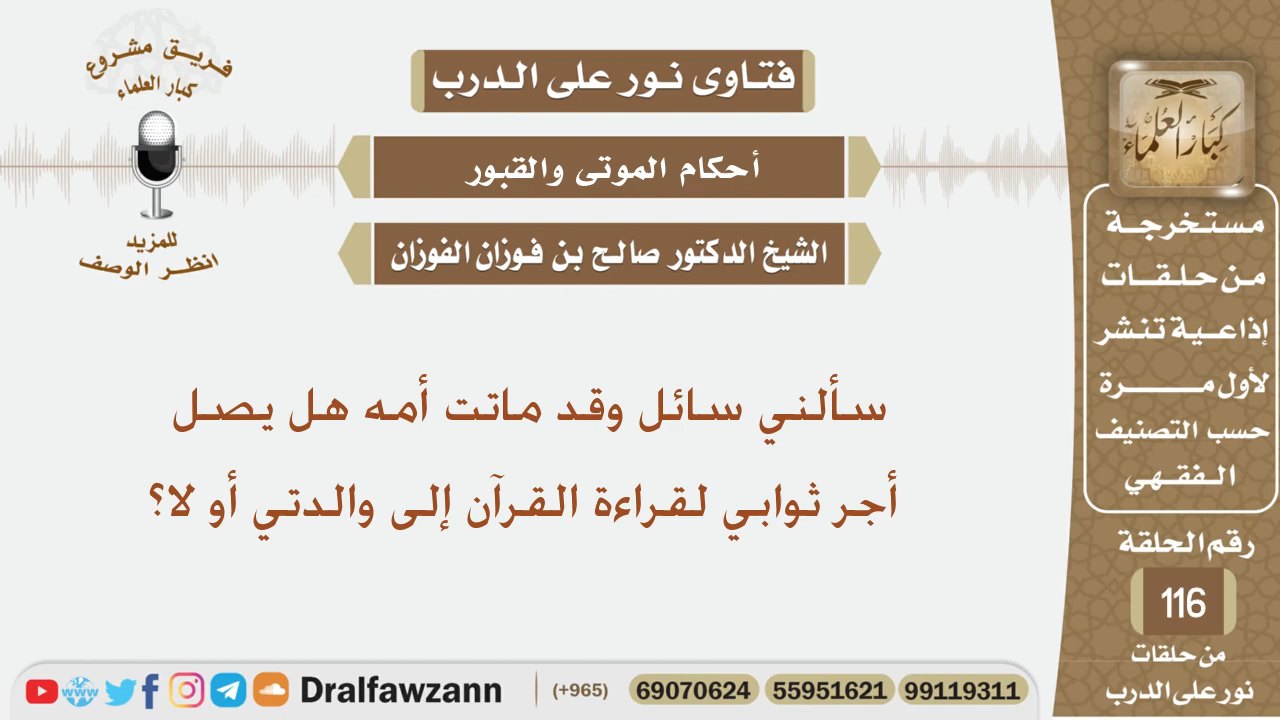 فريق مشروع
كبار العلماء
للمزيد
انظر الوصف
فتاوى نور على الدرب
أحكام الموتى والقبور
الشيخ الدكتور صالح بن فوزان الفوزان
سألني سائل وقد ماتت أمه هل يصل
أجر ثوابي لقراءة القرآن إلى والدتي أو لا؟
كبار العلماء
مستخرجة
من حلقات
إذاعية تنشر
لأول مرة
حسب التصنيف
الفقهي
رقم الحلقة
116
من حلقات
نور على الدرب
www Dralfawzann (+965) 69070624 55951621 99119311